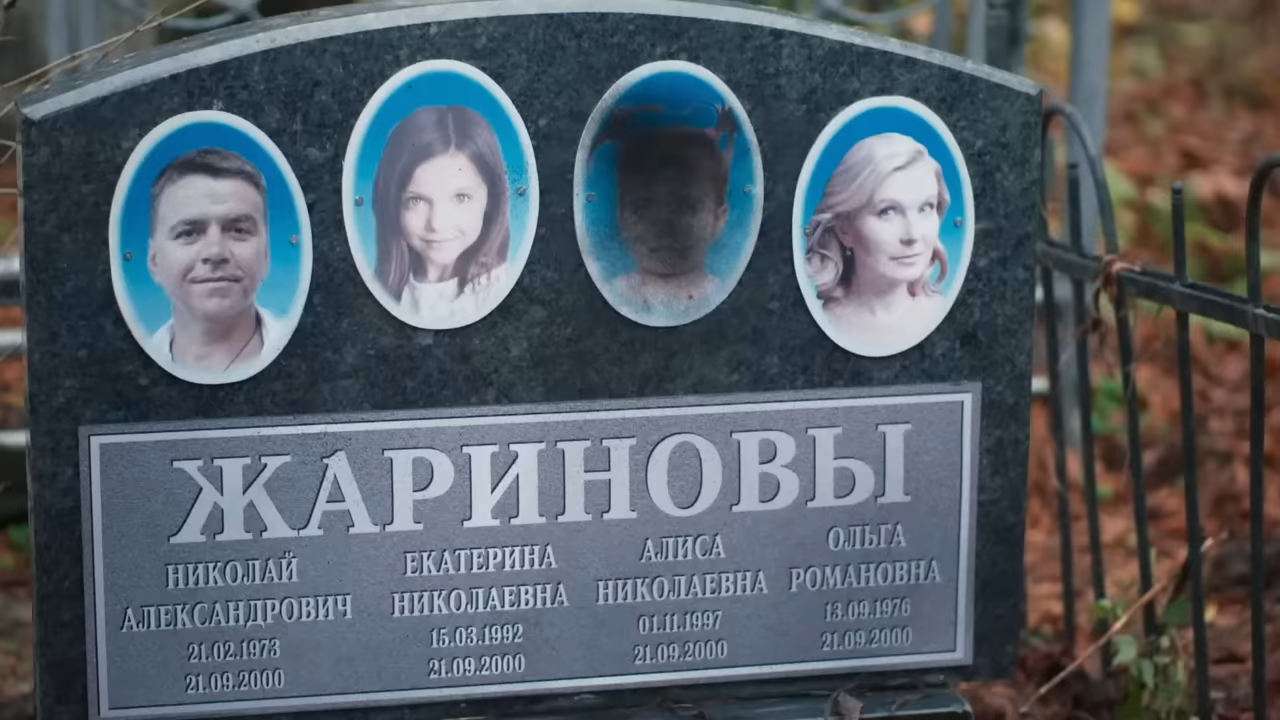 ЖАРИНОВЫ
НИКОЛАЙ
АЛЕКСАНДРОВИЧ
21.02.1973
21.09.2000
ЕКАТЕРИНА
НИКОЛАЕВНА
15.03.1992
21.09.2000
АЛИСА
НИКОЛАЕВНА
01.11.1997
21.09.2000
ОЛЬГА
РОМАНОВНА
13.09.1976
21.09.2000